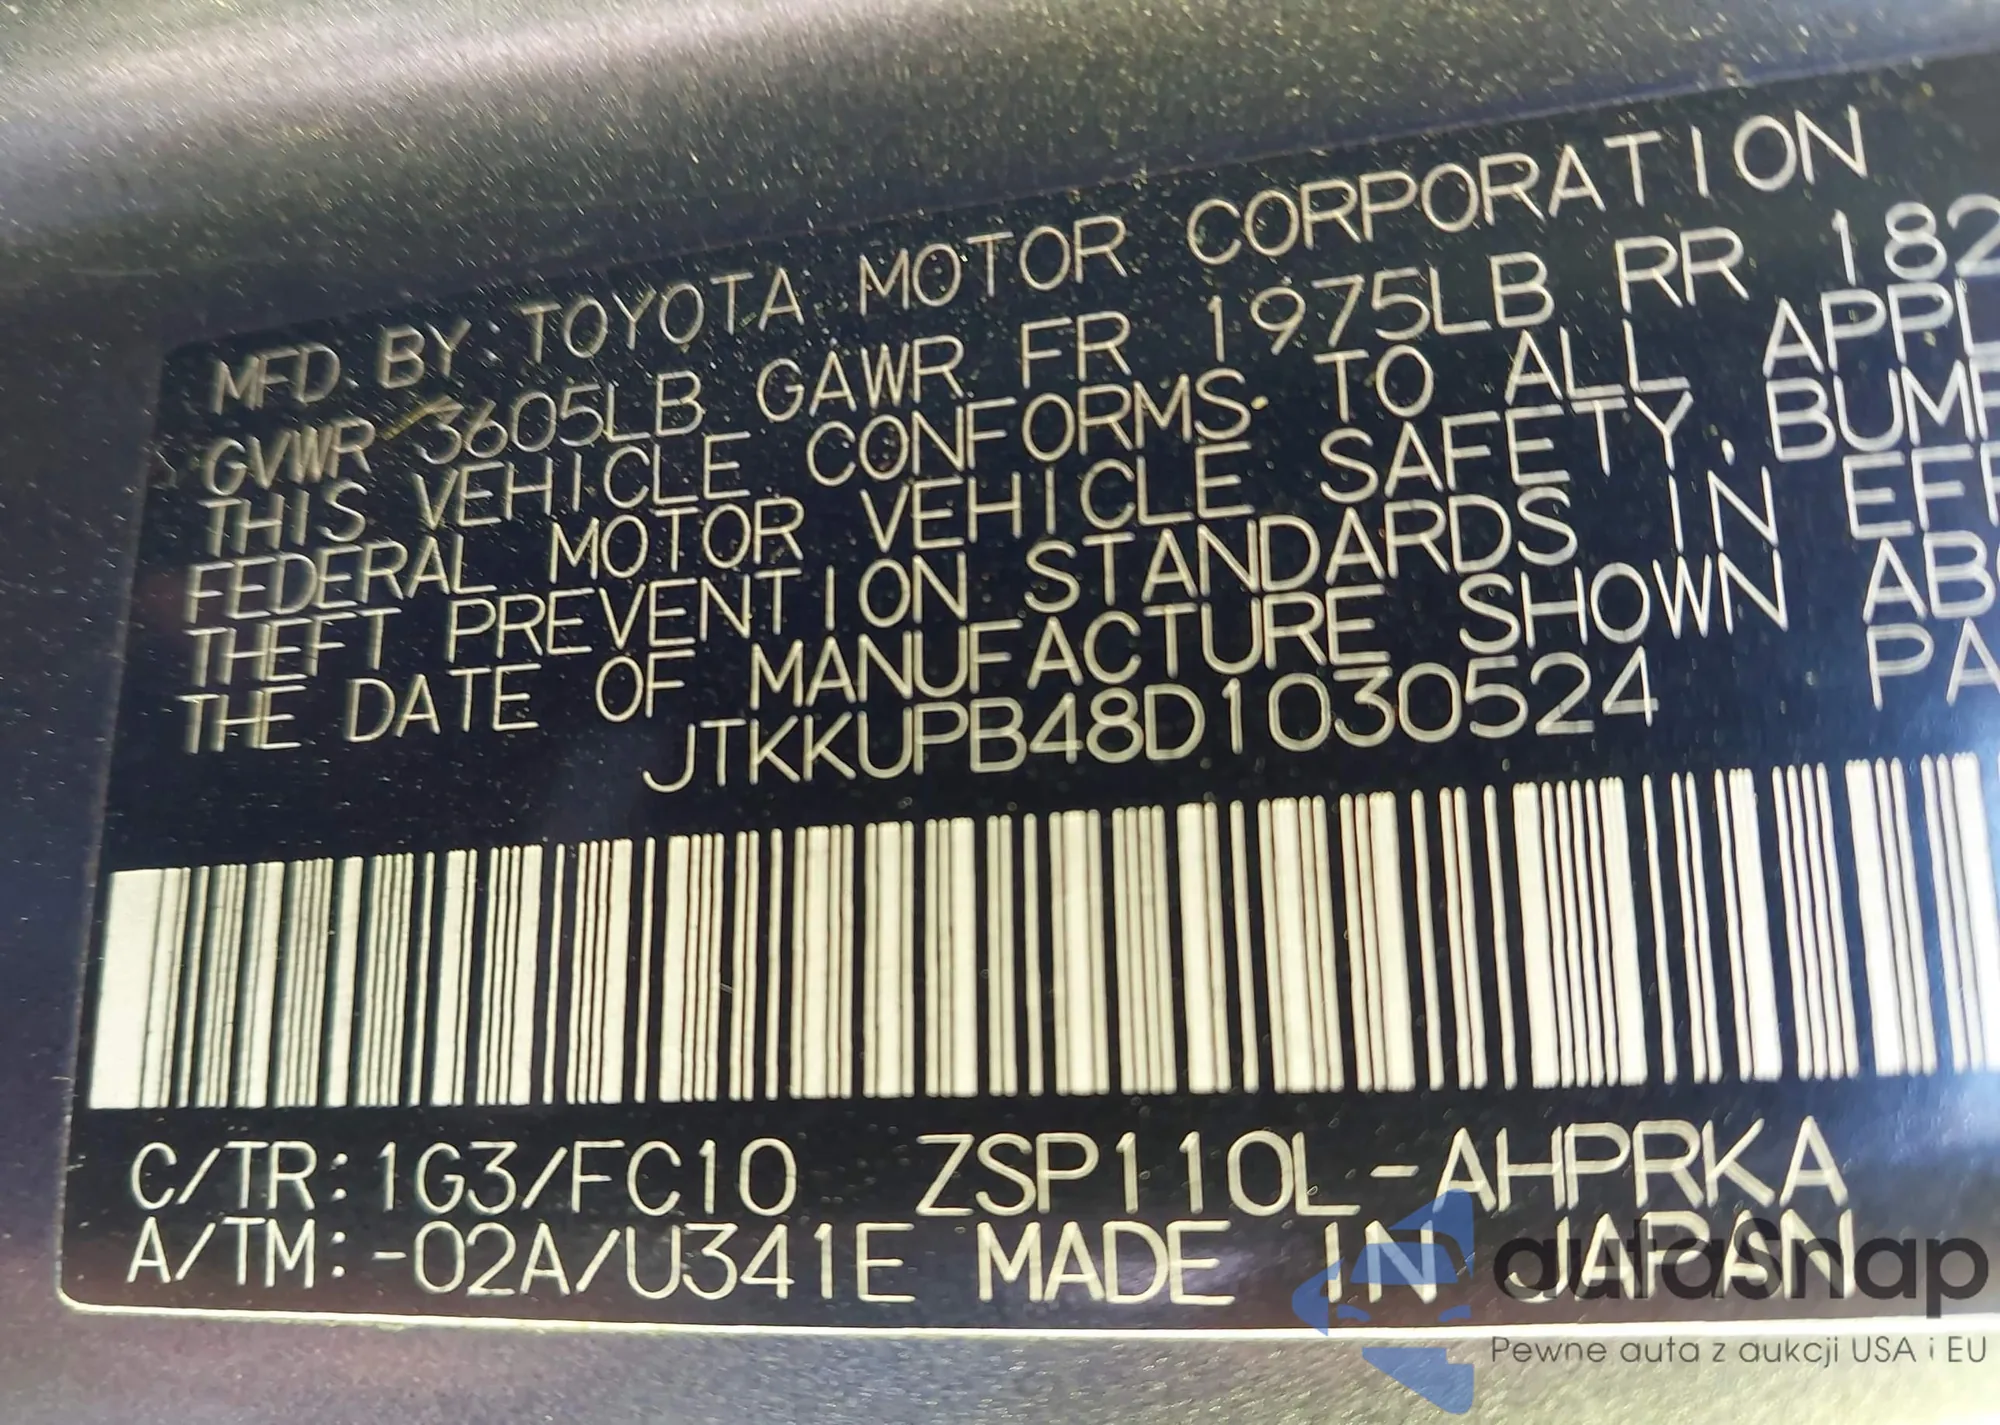 MFD. BY TOYOTA MOTOR CORPORATION
GVWR 3605LB GAWR FR 1975LB RR 182
THIS VEHICLE CONFORMS TO ALL APPL
FEDERAL MOTOR VEHICLE SAFETY, BUMP
THEFT PREVENTION STANDARDS IN EFF
THE DATE OF MANUFACTURE SHOWN ABO
JTKKUPB48D1030524 PA
C/TR:1G3/FC10 ZSP110L-AHPRKA
A/TM:-02A/U341E MADE IN JAPAN
autoSnap
Pewne auta z aukcji USA i EU